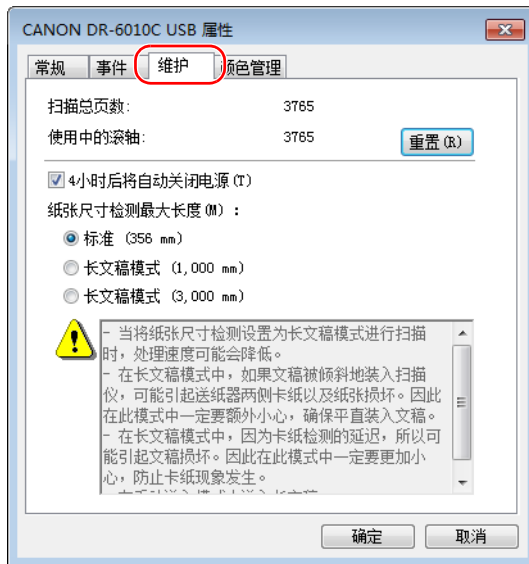 CANON DR-6010C USB 属性
常规 事件 维护 颜色管理
扫描总页数: 3765
使用中的滚轴: 3765 重置(R)
4小时后将自动关闭电源(T)
纸张尺寸检测最大长度(M) :
标准 (356 mm)
长文稿模式 (1,000 mm)
长文稿模式 (3,000 mm)
- 当将纸张尺寸检测设置为长文稿模式进行扫描
时，处理速度可能会降低。
- 在长文稿模式中，如果文稿被倾斜地装入扫描
仪，可能引起送纸器两侧卡纸以及纸张损坏。因此
在此模式中一定要额外小心，确保平直装入文稿。
- 在长文稿模式中，因为卡纸检测的延迟，所以可
能引起文稿损坏。因此在此模式中一定要更加小
心，防止卡纸现象发生。
确定 取消